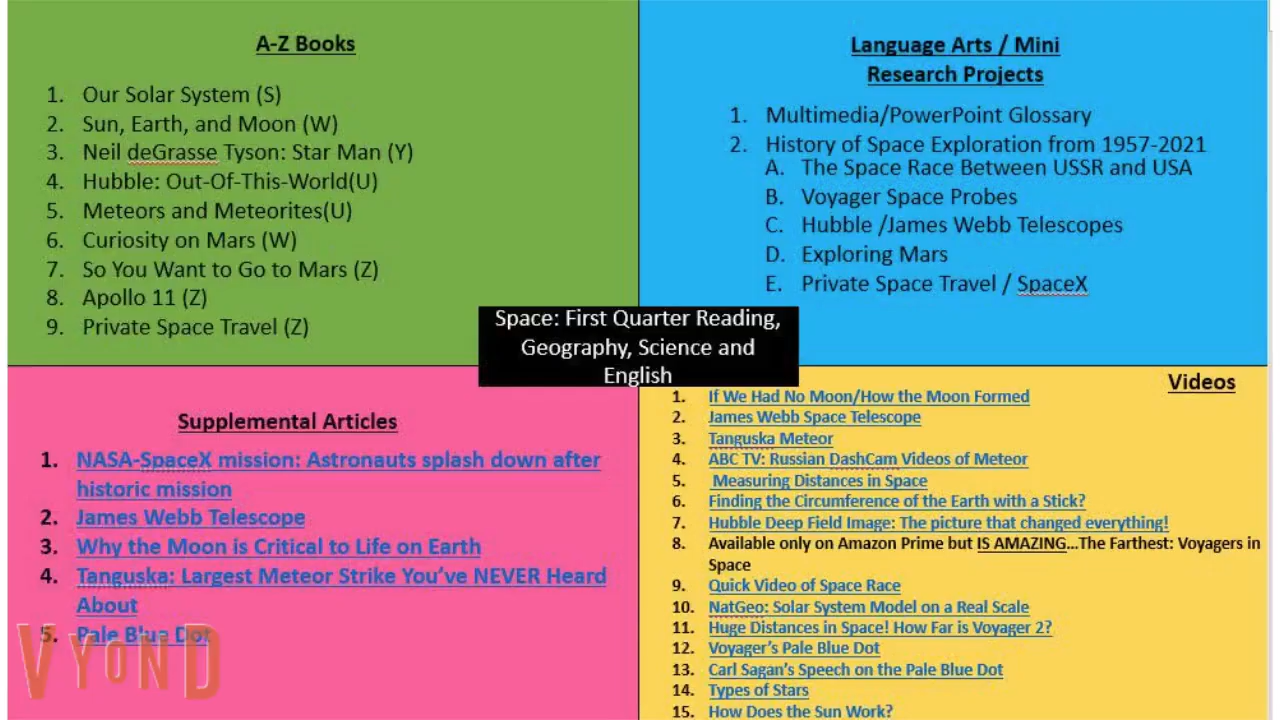 A-Z Books
1. Our Solar System (S)
2. Sun, Earth, and Moon (W)
3. Neil deGrasse Tyson: Star Man (Y)
4. Hubble: Out-Of-This-World(U)
5. Meteors and Meteorites(U)
6. Curiosity on Mars (W)
7. So You Want to Go to Mars (Z)
8. Apollo 11 (Z)
9. Private Space Travel (Z)
Language Arts / Mini
Research Projects
1. Multimedia/PowerPoint Glossary
2. History of Space Exploration from 1957-2021
A. The Space Race Between USSR and USA
B. Voyager Space Probes
C. Hubble /James Webb Telescopes
D. Exploring Mars
E. Private Space Travel / SpaceX
Space: First Quarter Reading,
Geography, Science and
English
Supplemental Articles
1. NASA-SpaceX mission: Astronauts splash down after
historic mission
2. James Webb Telescope
3. Why the Moon is Critical to Life on Earth
4. Tanguska: Largest Meteor Strike You've NEVER Heard
About
5. Pale Blue Dot
VYOND
Videos
1. If We Had No Moon/How the Moon Formed
2. James Webb Space Telescope
3. Tanguska Meteor
4. ABC TV: Russian DashCam Videos of Meteor
5. Measuring Distances in Space
6. Finding the Circumference of the Earth with a Stick?
7. Hubble Deep Field Image: The picture that changed everything!
8. Available only on Amazon Prime but IS AMAZING...The Farthest: Voyagers in
Space
9. Quick Video of Space Race
10. NatGeo: Solar System Model on a Real Scale
11. Huge Distances in Space! How Far is Voyager 2?
12. Voyager's Pale Blue Dot
13. Carl Sagan's Speech on the Pale Blue Dot
14. Types of Stars
15. How Does the Sun Work?